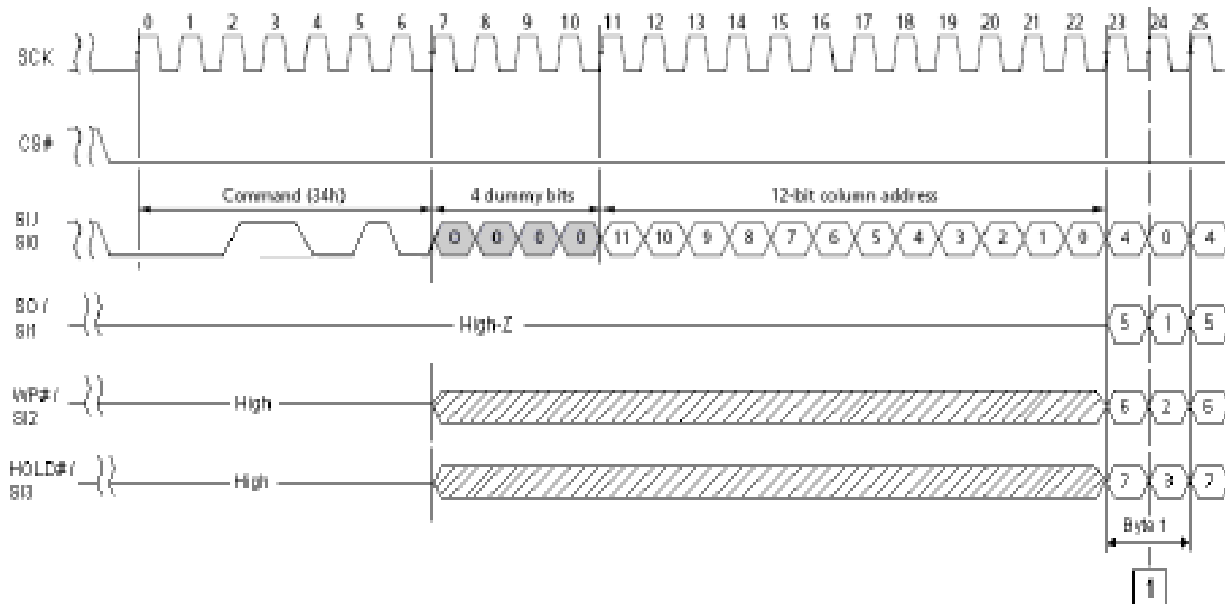 0 1 2 3 4 5 6 7 8 9 10 11 12 13 14 15 16 17 18 19 20 21 22 23 24 25
SCK
CS#
Command (34h) 4 dummy bits 12-bit column address
SI/
SI0
0 0 0 0 11 10 9 8 7 6 5 4 3 2 1 0 4 0 4
SO/
SI1
High-Z
5 1 5
WP#/
SI2
High
6 2 6
HOLD#/
SI3
High
7 3 7
Byte 1
1